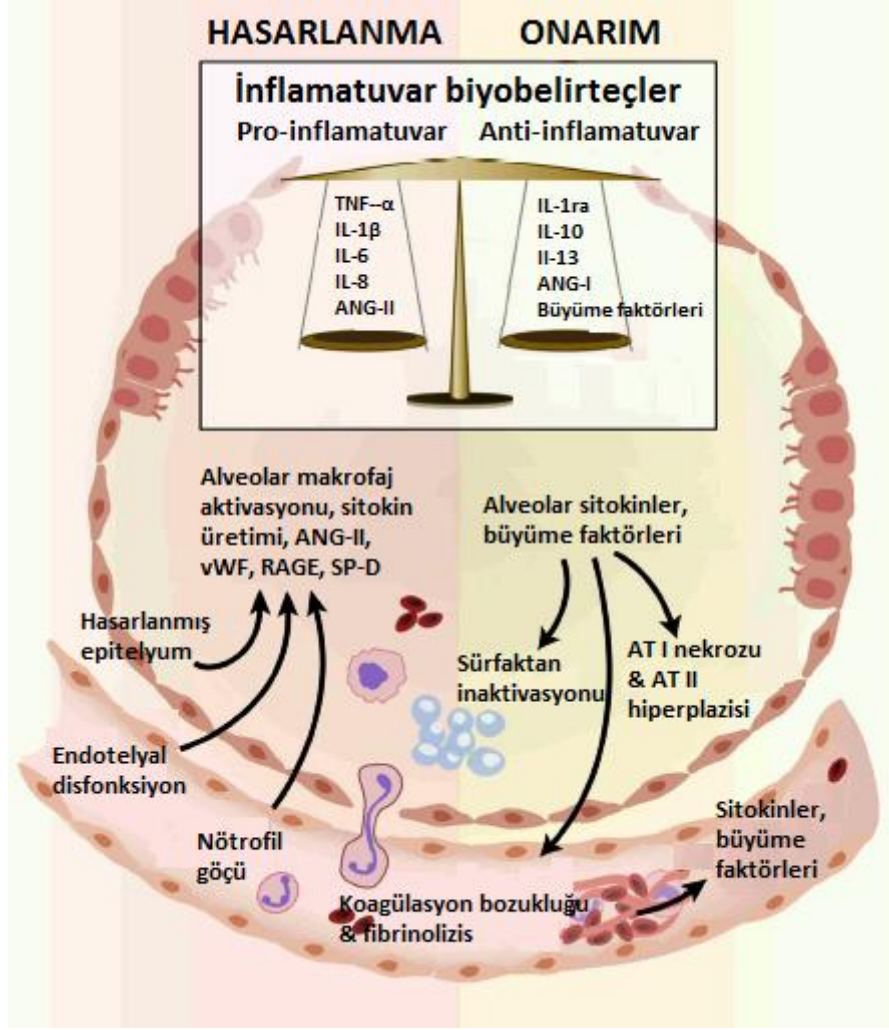 HASARLANMA ONARIM
İnflamatuvar biyobelirteçler
Pro-inflamatuvar Anti-inflamatuvar
TNF--α
IL-1β
IL-6
IL-8
ANG-II
IL-1ra
IL-10
Il-13
ANG-I
Büyüme faktörleri
Alveolar makrofaj
aktivasyonu, sitokin
üretimi, ANG-II,
vWF, RAGE, SP-D
Alveolar sitokinler,
büyüme faktörleri
Hasarlanmış
epitelyum
Sürfaktan
inaktivasyonu
AT I nekrozu
& AT II
hiperplazisi
Endotelyal
disfonksiyon
Nötrofil
göçü
Sitokinler,
büyüme
faktörleri
Koagülasyon bozukluğu
& fibrinolizis